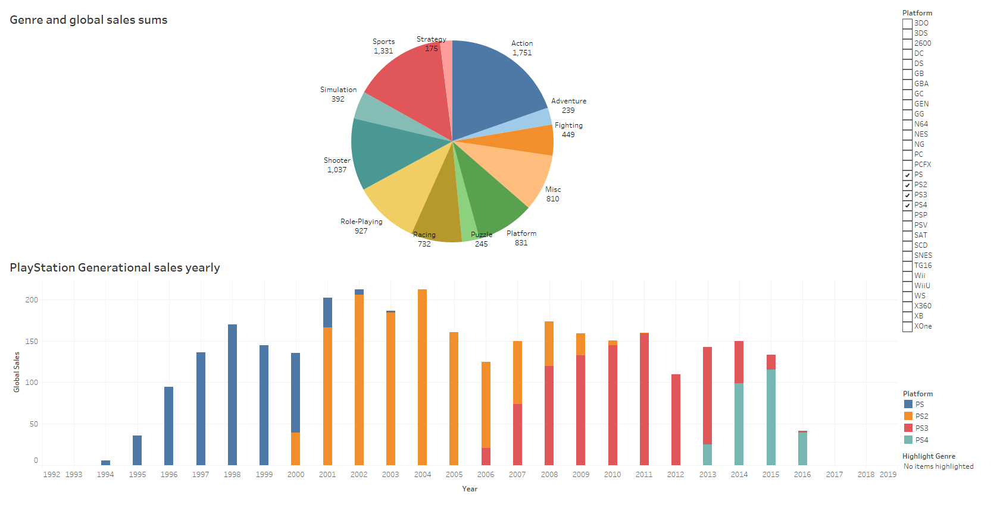 Genre and global sales sums
Strategy
175
Sports
1,331
Action
1,751
Simulation
392
Adventure
239
Fighting
449
Shooter
1,037
Misc
810
Role-Playing
927
Racing
732
Puzzle
245
Platform
831
Platform
3DO
3DS
2600
DC
DS
GB
GBA
GC
GEN
GG
N64
NES
NG
PC
PCFX
PS
PS2
PS3
PS4
PSP
PSV
SAT
SCD
SNES
TG16
Wii
WiiU
WS
X360
XB
XOne
PlayStation Generational sales yearly
Global Sales
200
150
100
50
0
1992 1993 1994 1995 1996 1997 1998 1999 2000 2001 2002 2003 2004 2005 2006 2007 2008 2009 2010 2011 2012 2013 2014 2015 2016 2017 2018 2019
Year
Platform
PS
PS2
PS3
PS4
Highlight Genre
No items highlighted